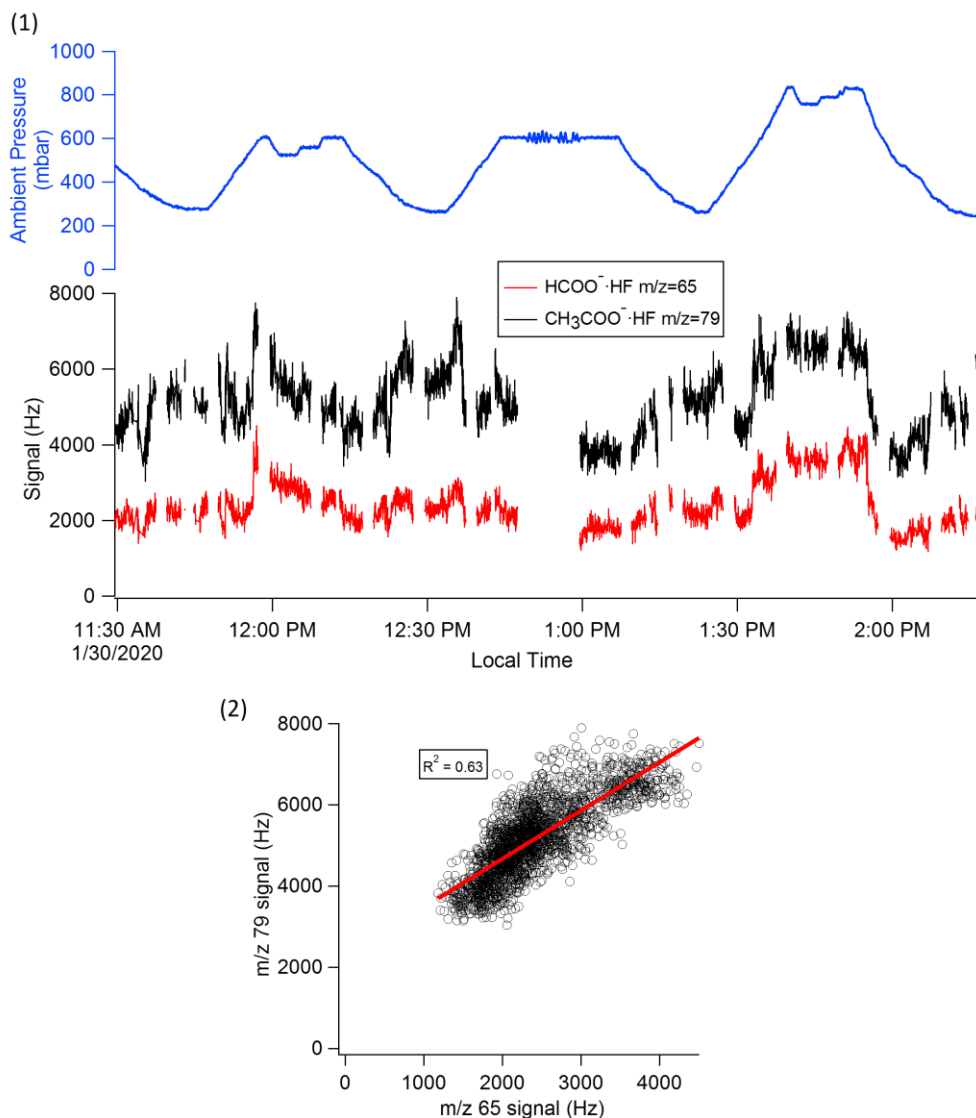 (1)
1000
800
600
400
200
0
Ambient Pressure
(mbar)
HCOO⁻·HF m/z=65
CH₃COO⁻·HF m/z=79
8000
6000
4000
2000
0
Signal (Hz)
11:30 AM
1/30/2020
12:00 PM
12:30 PM
1:00 PM
1:30 PM
2:00 PM
Local Time
(2)
8000
6000
4000
2000
0
m/z 79 signal (Hz)
R² = 0.63
0
1000
2000
3000
4000
m/z 65 signal (Hz)